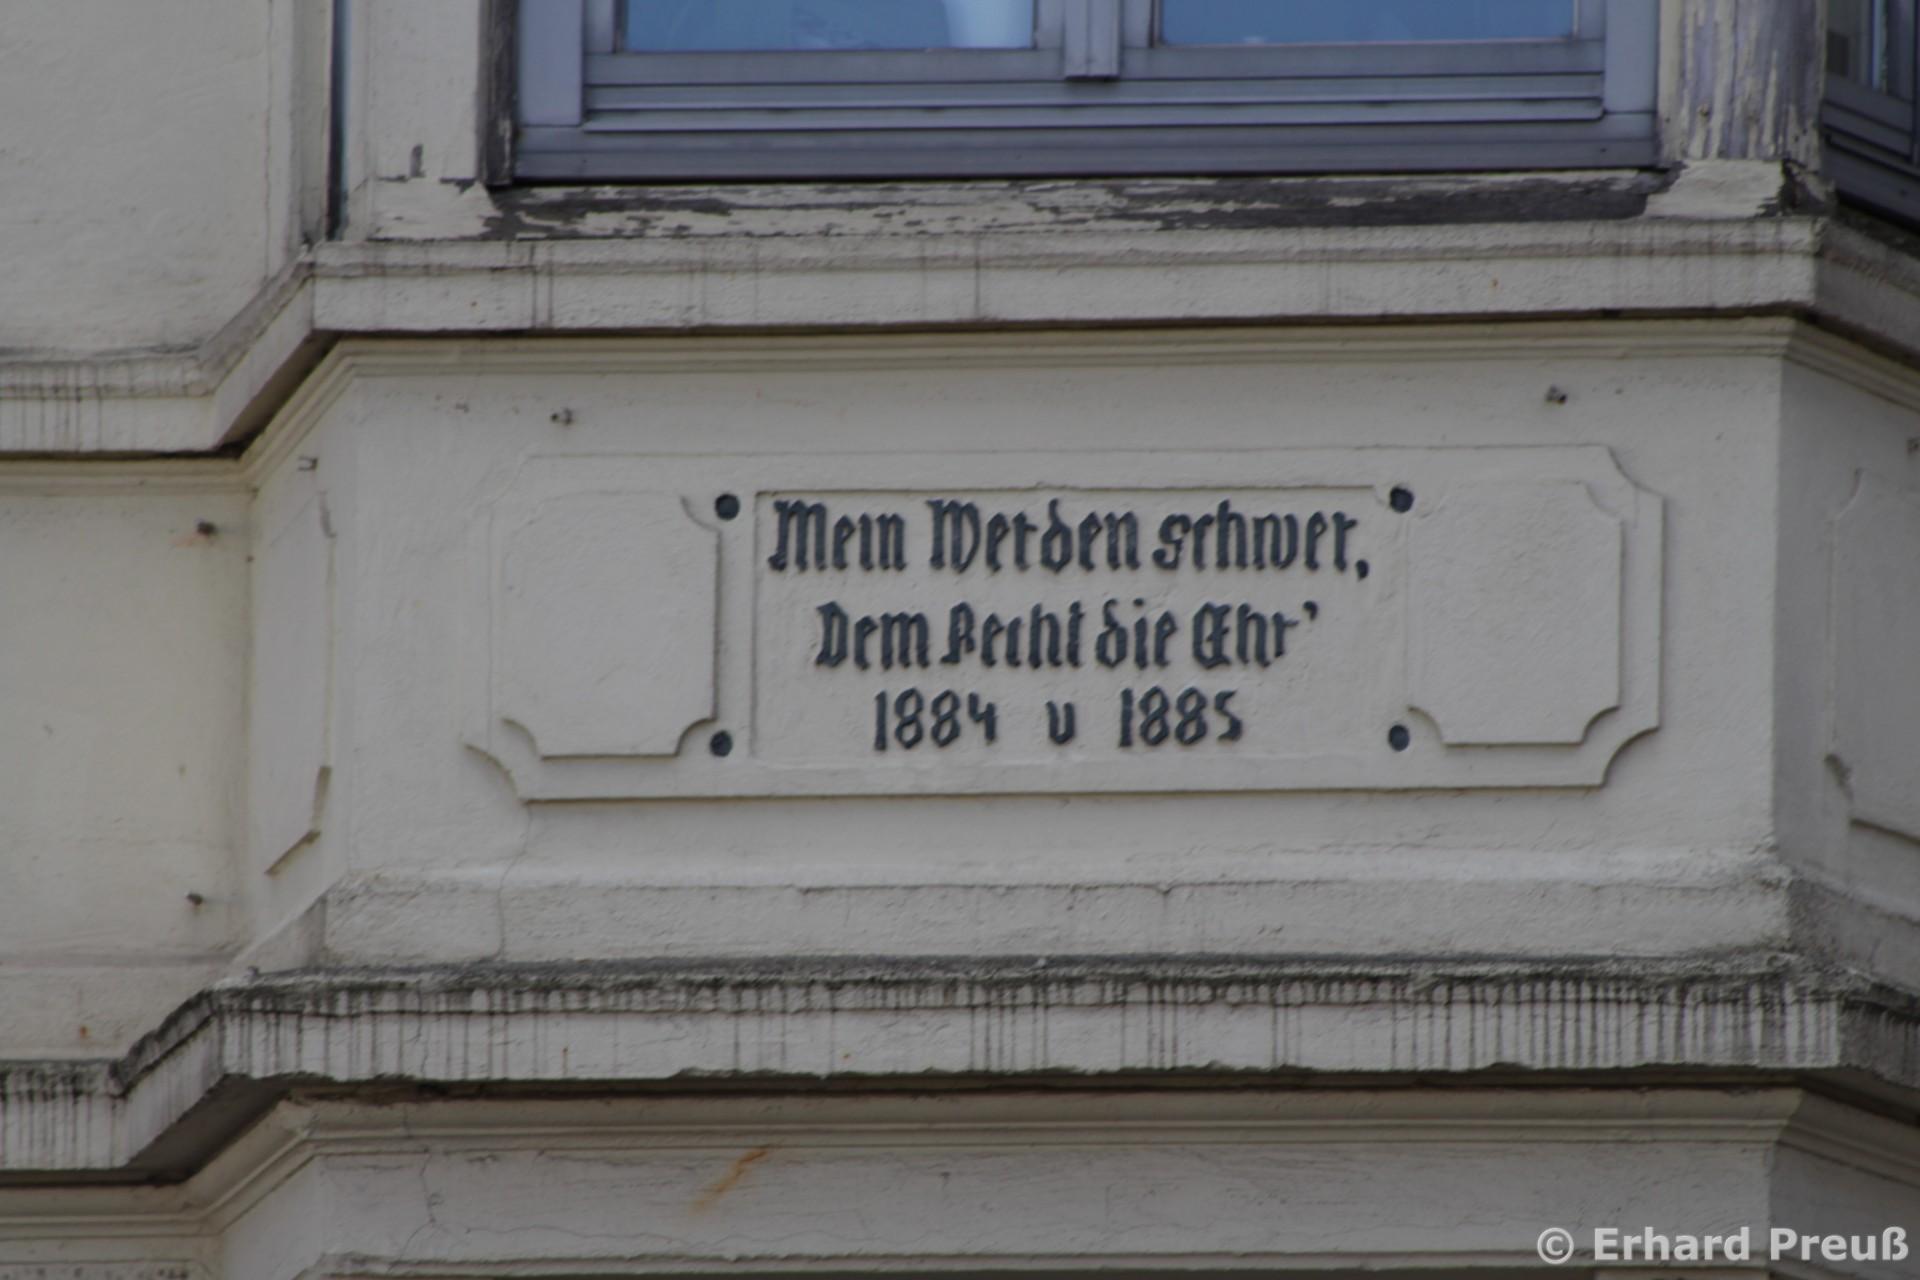 Mein Werden schwer,
Dem Recht die Ehr'
1884 u 1885
© Erhard Preuß